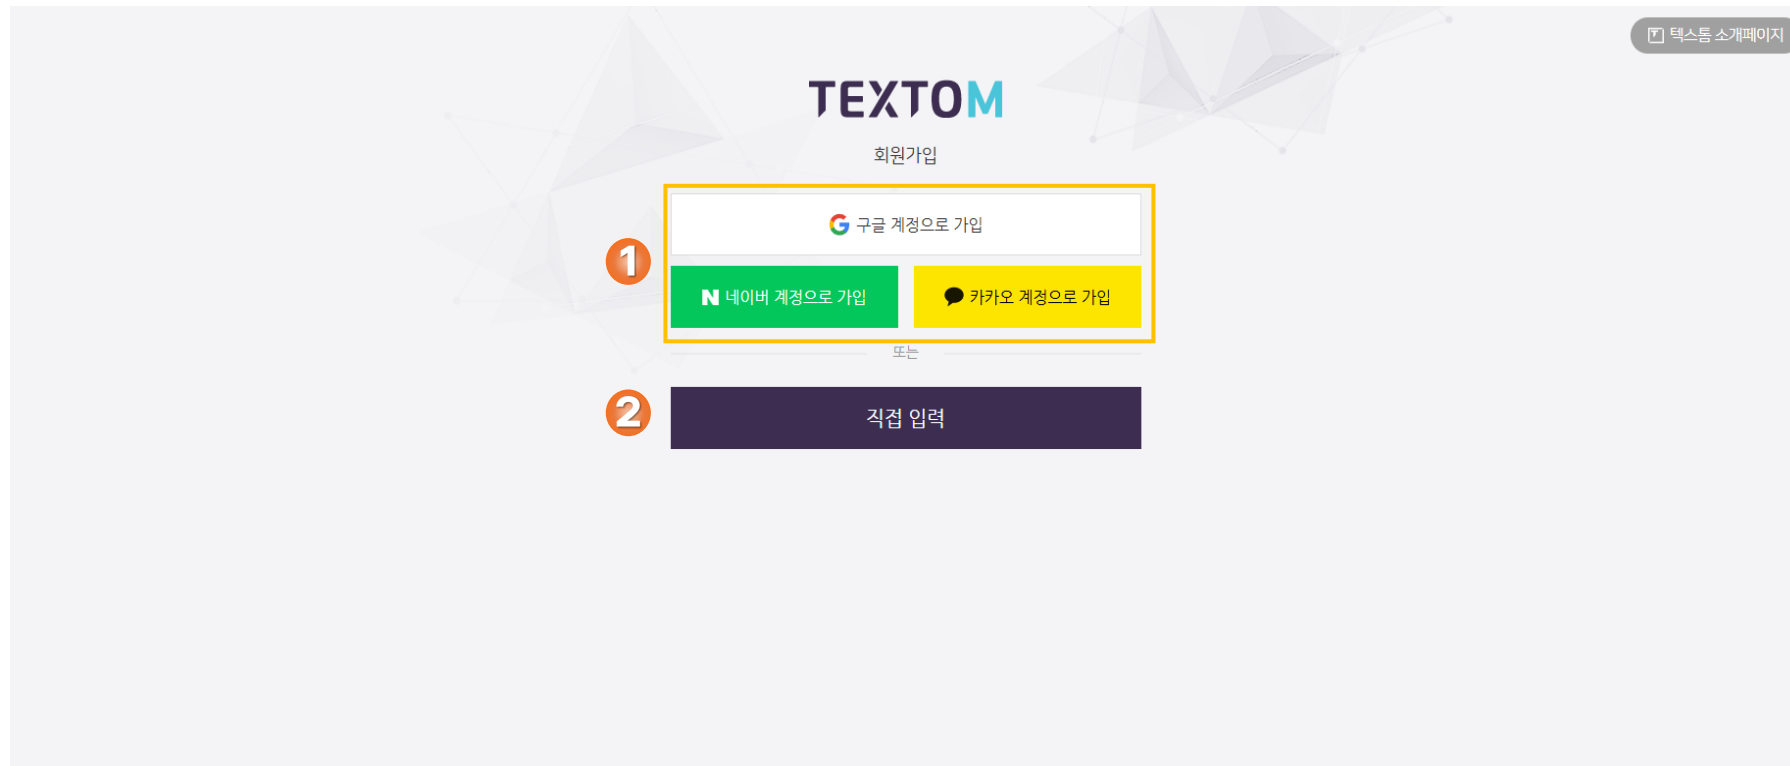 텍스톰 소개페이지
TEXTOM
회원가입
구글 계정으로 가입
1
N 네이버 계정으로 가입
카카오 계정으로 가입
또는
2
직접 입력